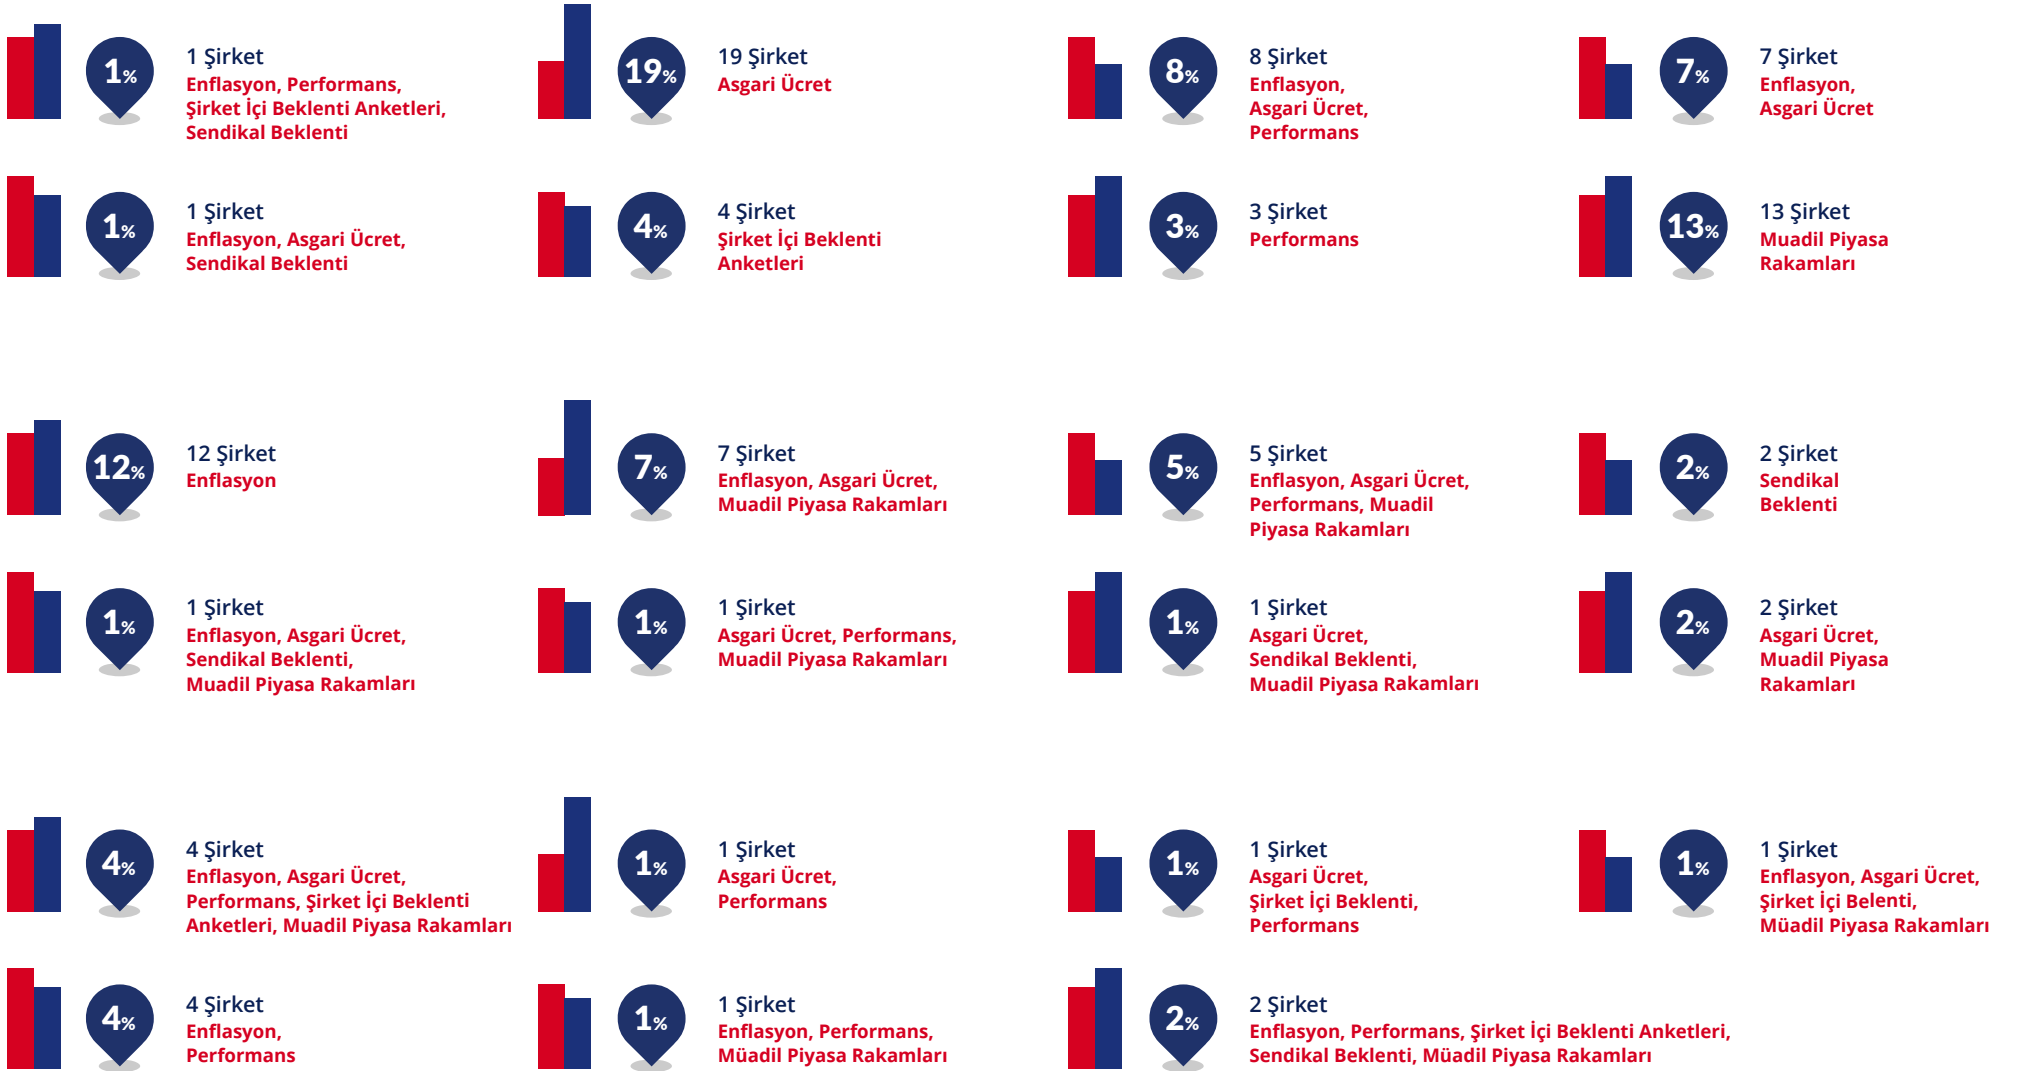 1%
1 Şirket
Enflasyon, Performans,
Şirket İçi Beklenti Anketleri,
Sendikal Beklenti
19%
19 Şirket
Asgari Ücret
8%
8 Şirket
Enflasyon,
Asgari Ücret,
Performans
7%
7 Şirket
Enflasyon,
Asgari Ücret
1%
1 Şirket
Enflasyon, Asgari Ücret,
Sendikal Beklenti
4%
4 Şirket
Şirket İçi Beklenti
Anketleri
3%
3 Şirket
Performans
13%
13 Şirket
Muadil Piyasa
Rakamları
12%
12 Şirket
Enflasyon
7%
7 Şirket
Enflasyon, Asgari Ücret,
Muadil Piyasa Rakamları
5%
5 Şirket
Enflasyon, Asgari Ücret,
Performans, Muadil
Piyasa Rakamları
2%
2 Şirket
Sendikal
Beklenti
1%
1 Şirket
Enflasyon, Asgari Ücret,
Sendikal Beklenti,
Muadil Piyasa Rakamları
1%
1 Şirket
Asgari Ücret, Performans,
Muadil Piyasa Rakamları
1%
1 Şirket
Asgari Ücret,
Sendikal Beklenti,
Muadil Piyasa Rakamları
2%
2 Şirket
Asgari Ücret,
Muadil Piyasa
Rakamları
4%
4 Şirket
Enflasyon, Asgari Ücret,
Performans, Şirket İçi Beklenti
Anketleri, Muadil Piyasa Rakamları
1%
1 Şirket
Asgari Ücret,
Performans
1%
1 Şirket
Asgari Ücret,
Şirket İçi Beklenti,
Performans
1%
1 Şirket
Enflasyon, Asgari Ücret,
Şirket İçi Belenti,
Müadil Piyasa Rakamları
4%
4 Şirket
Enflasyon,
Performans
1%
1 Şirket
Enflasyon, Performans,
Müadil Piyasa Rakamları
2%
2 Şirket
Enflasyon, Performans, Şirket İçi Beklenti Anketleri,
Sendikal Beklenti, Müadil Piyasa Rakamları